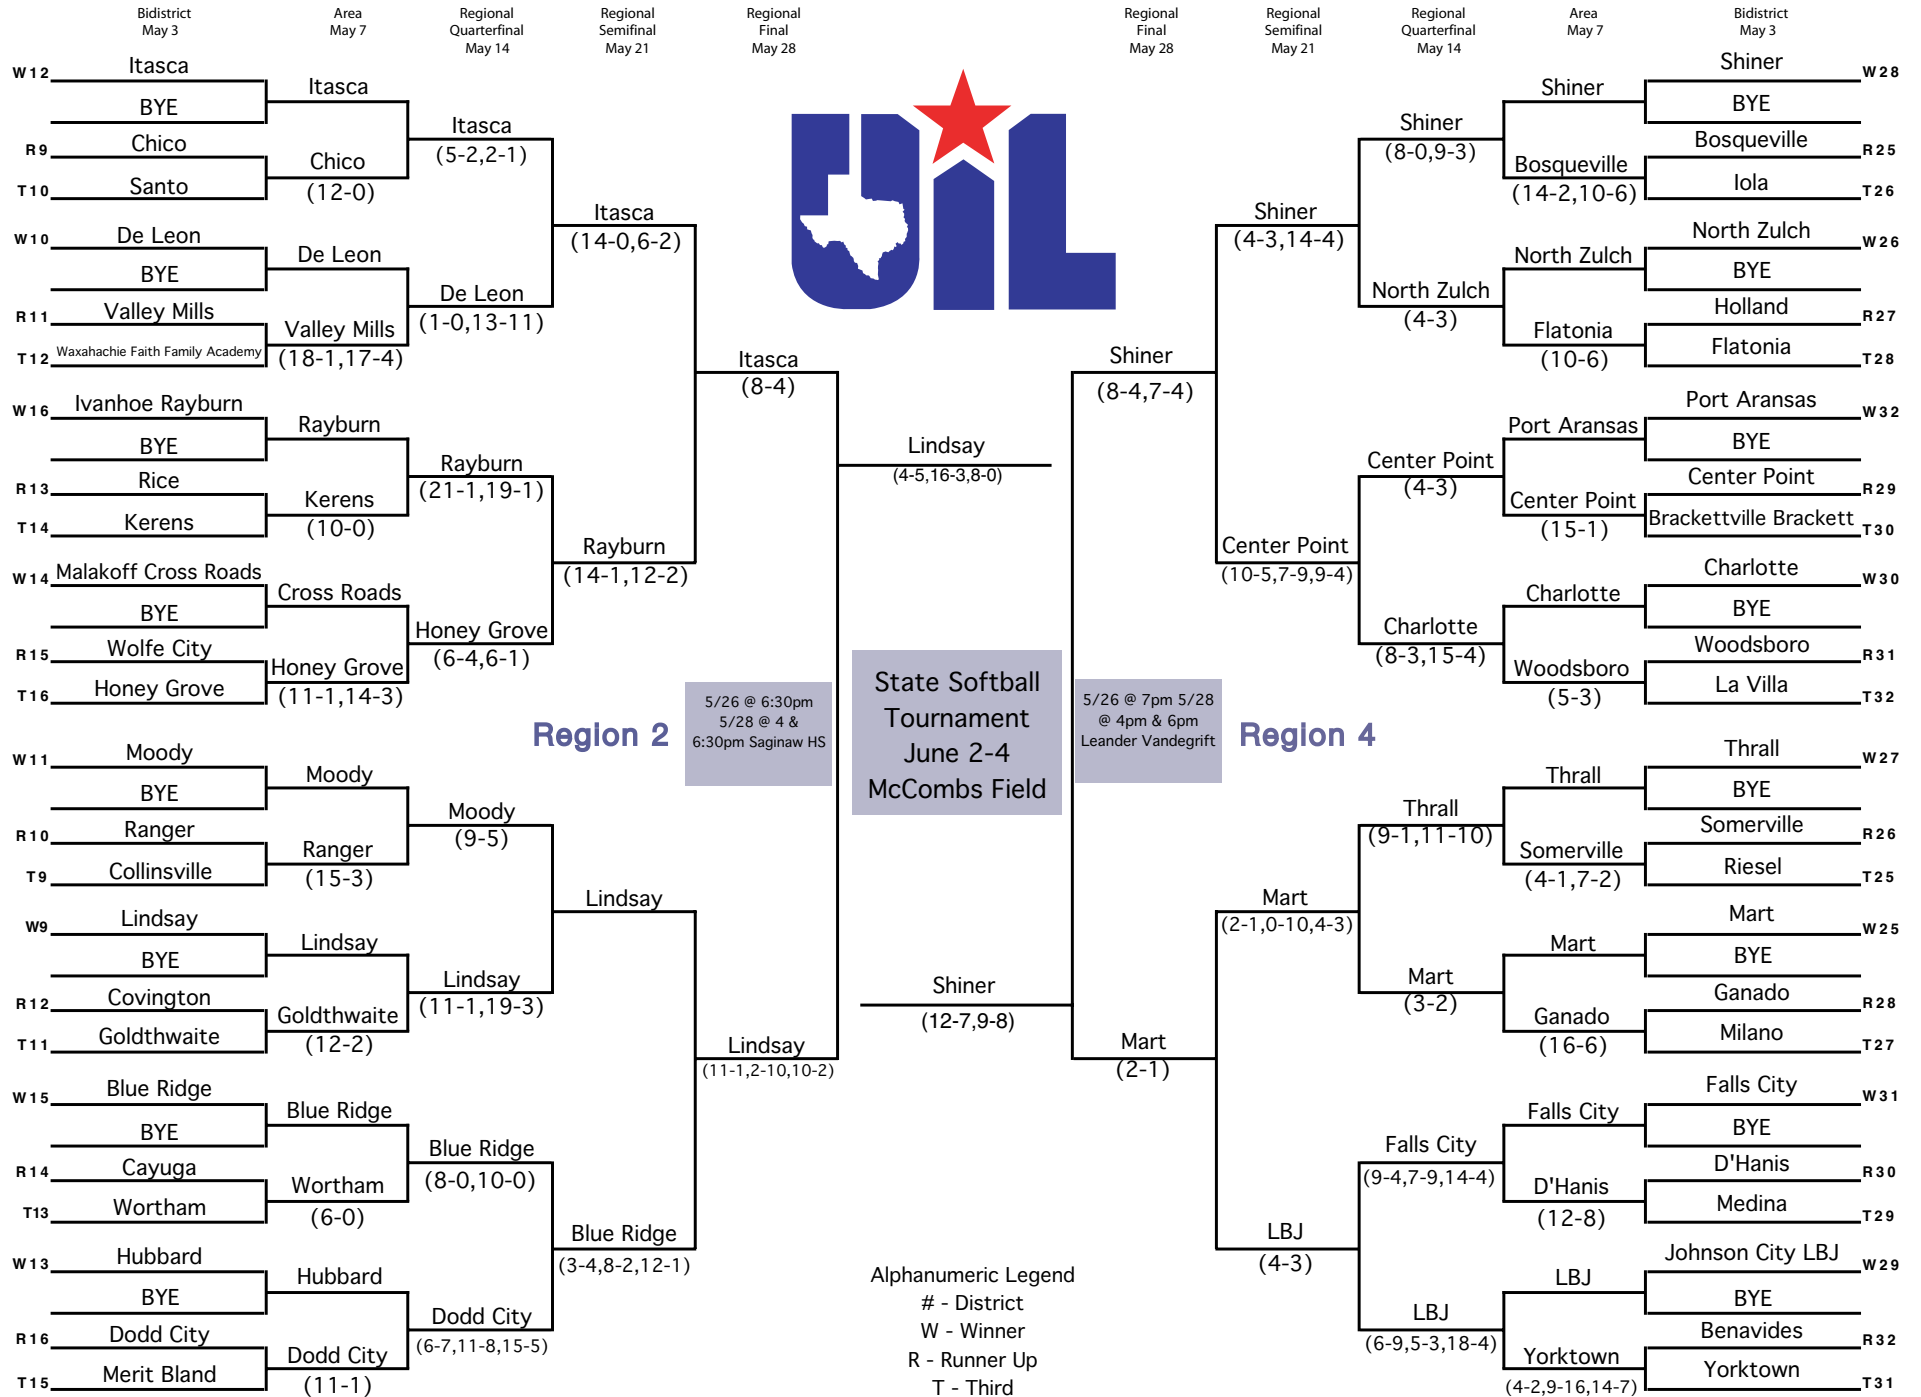 Bidistrict
May 3
Area
May 7
Regional
Quarterfinal
May 14
Regional
Semifinal
May 21
Regional
Final
May 28
Regional
Final
May 28
Regional
Semifinal
May 21
Regional
Quarterfinal
May 14
Area
May 7
Bidistrict
May 3
W12 Itasca
BYE
R9 Chico
T10 Santo
W10 De Leon
BYE
R11 Valley Mills
T12 Waxahachie Faith Family Academy
W16 Ivanhoe Rayburn
BYE
R13 Rice
T14 Kerens
W14 Malakoff Cross Roads
BYE
R15 Wolfe City
T16 Honey Grove
W11 Moody
BYE
R10 Ranger
T9 Collinsville
W9 Lindsay
BYE
R12 Covington
T11 Goldthwaite
W15 Blue Ridge
BYE
R14 Cayuga
T13 Wortham
W13 Hubbard
BYE
R16 Dodd City
T15 Merit Bland
Itasca
Chico
(12-0)
De Leon
Valley Mills
(18-1,17-4)
Rayburn
Kerens
(10-0)
Cross Roads
Honey Grove
(11-1,14-3)
Moody
Ranger
(15-3)
Lindsay
Goldthwaite
(12-2)
Blue Ridge
Wortham
(6-0)
Hubbard
Dodd City
(11-1)
Itasca
(5-2,2-1)
De Leon
(1-0,13-11)
Rayburn
(21-1,19-1)
Honey Grove
(6-4,6-1)
Moody
(9-5)
Lindsay
(11-1,19-3)
Blue Ridge
(8-0,10-0)
Dodd City
(6-7,11-8,15-5)
Itasca
(14-0,6-2)
Rayburn
(14-1,12-2)
Lindsay
Blue Ridge
(3-4,8-2,12-1)
Itasca
(8-4)
Lindsay
(11-1,2-10,10-2)
Region 2
5/26 @ 6:30pm
5/28 @ 4 &
6:30pm Saginaw HS
UIL
Lindsay
(4-5,16-3,8-0)
State Softball
Tournament
June 2-4
McCombs Field
Shiner
(12-7,9-8)
Alphanumeric Legend
# - District
W - Winner
R - Runner Up
T - Third
5/26 @ 7pm 5/28
@ 4pm & 6pm
Leander Vandegrift
Region 4
Shiner
(8-4,7-4)
Mart
(2-1)
Shiner
(4-3,14-4)
Center Point
(10-5,7-9,9-4)
Mart
(2-1,0-10,4-3)
LBJ
(4-3)
Shiner
(8-0,9-3)
North Zulch
(4-3)
Center Point
(4-3)
Charlotte
(8-3,15-4)
Thrall
(9-1,11-10)
Mart
(3-2)
Falls City
(9-4,7-9,14-4)
LBJ
(6-9,5-3,18-4)
Shiner
Bosqueville
(14-2,10-6)
North Zulch
Flatonia
(10-6)
Port Aransas
Center Point
(15-1)
Charlotte
Woodsboro
(5-3)
Thrall
Somerville
(4-1,7-2)
Mart
Ganado
(16-6)
Falls City
D'Hanis
(12-8)
LBJ
Yorktown
(4-2,9-16,14-7)
Shiner W28
BYE
Bosqueville R25
Iola T26
North Zulch W26
BYE
Holland R27
Flatonia T28
Port Aransas W32
BYE
Center Point R29
Brackettville Brackett T30
Charlotte W30
BYE
Woodsboro R31
La Villa T32
Thrall W27
BYE
Somerville R26
Riesel T25
Mart W25
BYE
Ganado R28
Milano T27
Falls City W31
BYE
D'Hanis R30
Medina T29
Johnson City LBJ W29
BYE
Benavides R32
Yorktown T31